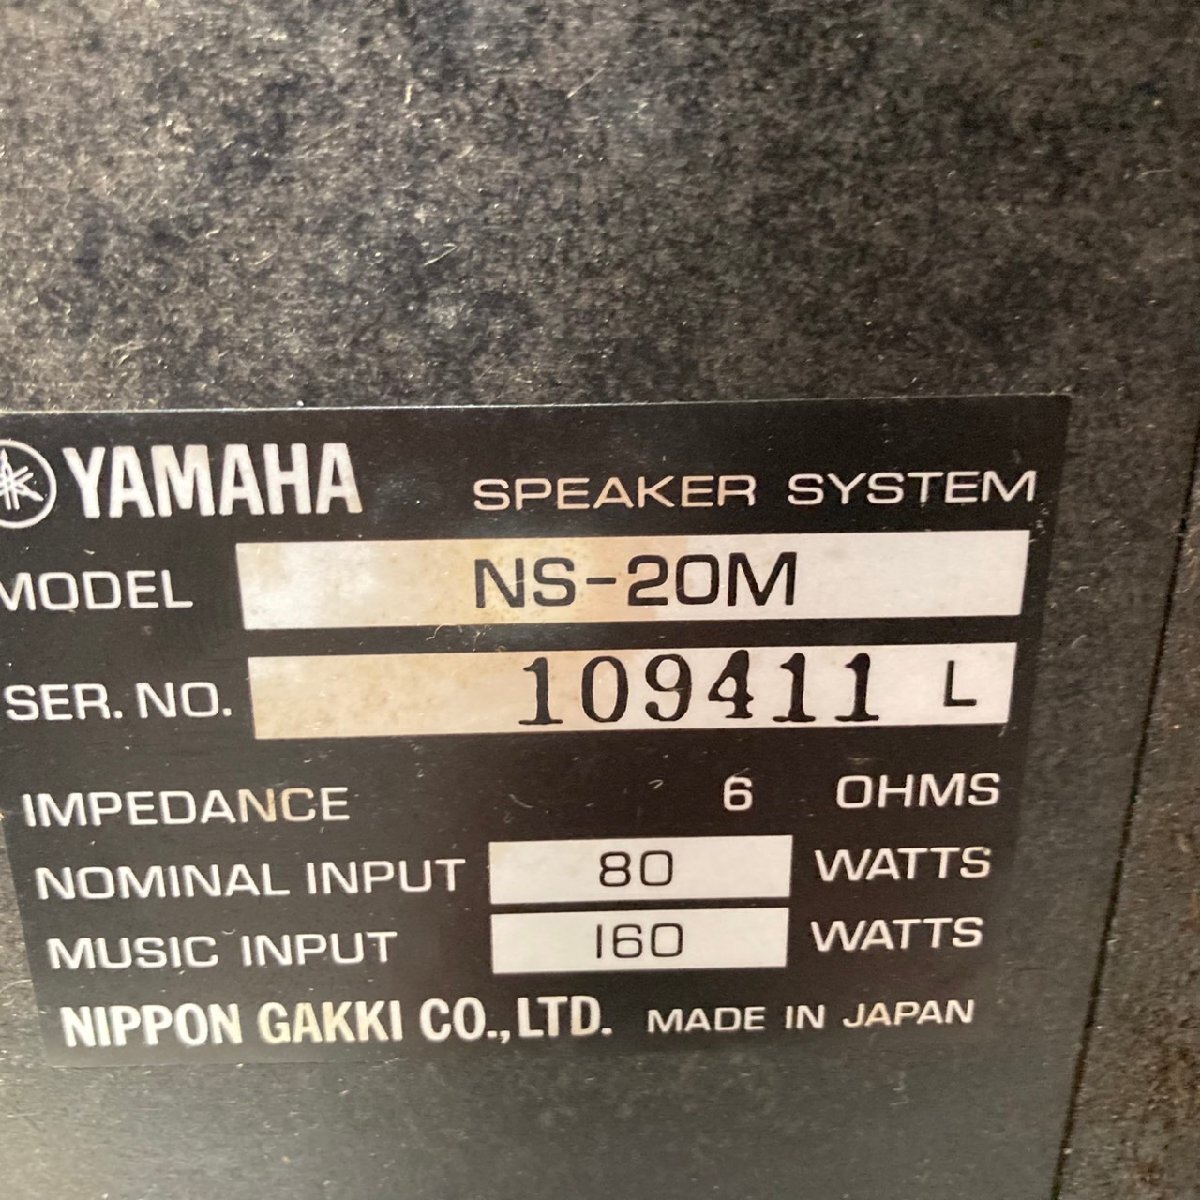 YAMAHA SPEAKER SYSTEM
MODEL NS-20M
SER. NO. 109411 L
IMPEDANCE 6 OHMS
NOMINAL INPUT 80 WATTS
MUSIC INPUT 160 WATTS
NIPPON GAKKI CO.,LTD. MADE IN JAPAN